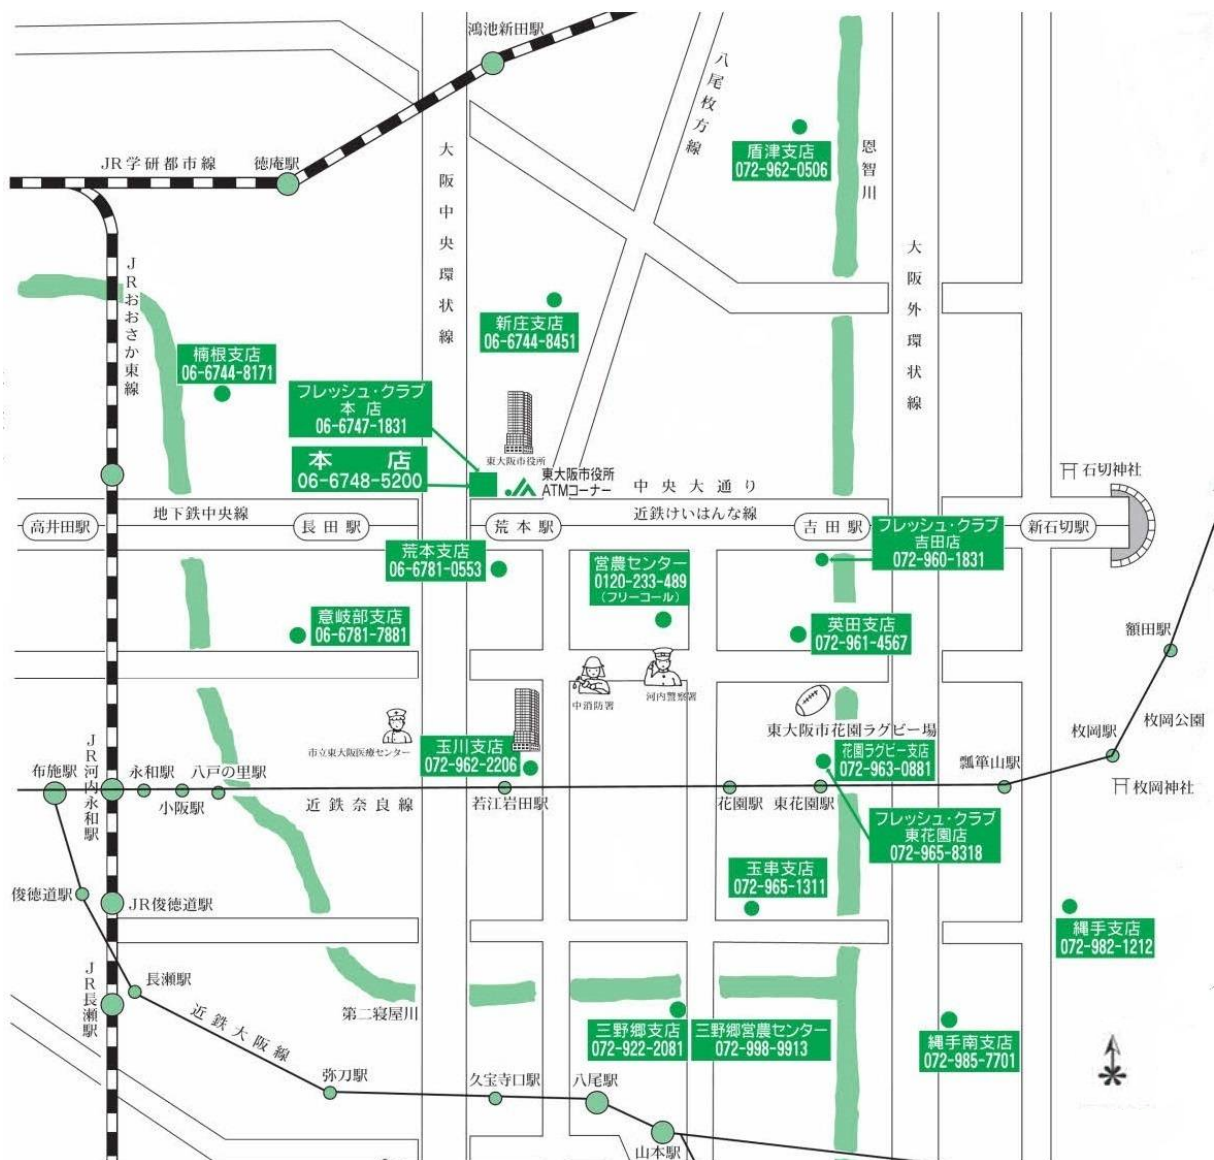 鴻池新田駅
八尾枚方線
JR学研都市線
徳庵駅
大阪中央環状線
盾津支店
072-962-0506
恩智川
JRおおさか東線
大阪外環状線
新庄支店
06-6744-8451
楠根支店
06-6744-8171
フレッシュ・クラブ
本店
06-6747-1831
本店
06-6748-5200
東大阪市役所
東大阪市役所
ATMコーナー
中央大通り
石切神社
高井田駅
地下鉄中央線
長田駅
荒本駅
近鉄けいはんな線
吉田駅
新石切駅
フレッシュ・クラブ
吉田店
072-960-1831
荒本支店
06-6781-0553
営農センター
0120-233-489
(フリーコール)
意岐部支店
06-6781-7881
英田支店
072-961-4567
額田駅
中消防署
河内警察署
枚岡公園
枚岡駅
市立東大阪医療センター
玉川支店
072-962-2206
東大阪市花園ラグビー場
花園ラグビー支店
072-963-0881
瓢箪山駅
枚岡神社
布施駅
JR河内永和駅
永和駅
小阪駅
八戸の里駅
近鉄奈良線
若江岩田駅
花園駅
東花園駅
フレッシュ・クラブ
東花園店
072-965-8318
玉串支店
072-965-1311
俊徳道駅
JR俊徳道駅
縄手支店
072-982-1212
JR長瀬駅
長瀬駅
近鉄大阪線
第二寝屋川
三野郷支店
072-922-2081
三野郷営農センター
072-998-9913
縄手南支店
072-985-7701
弥刀駅
久宝寺口駅
八尾駅
山本駅